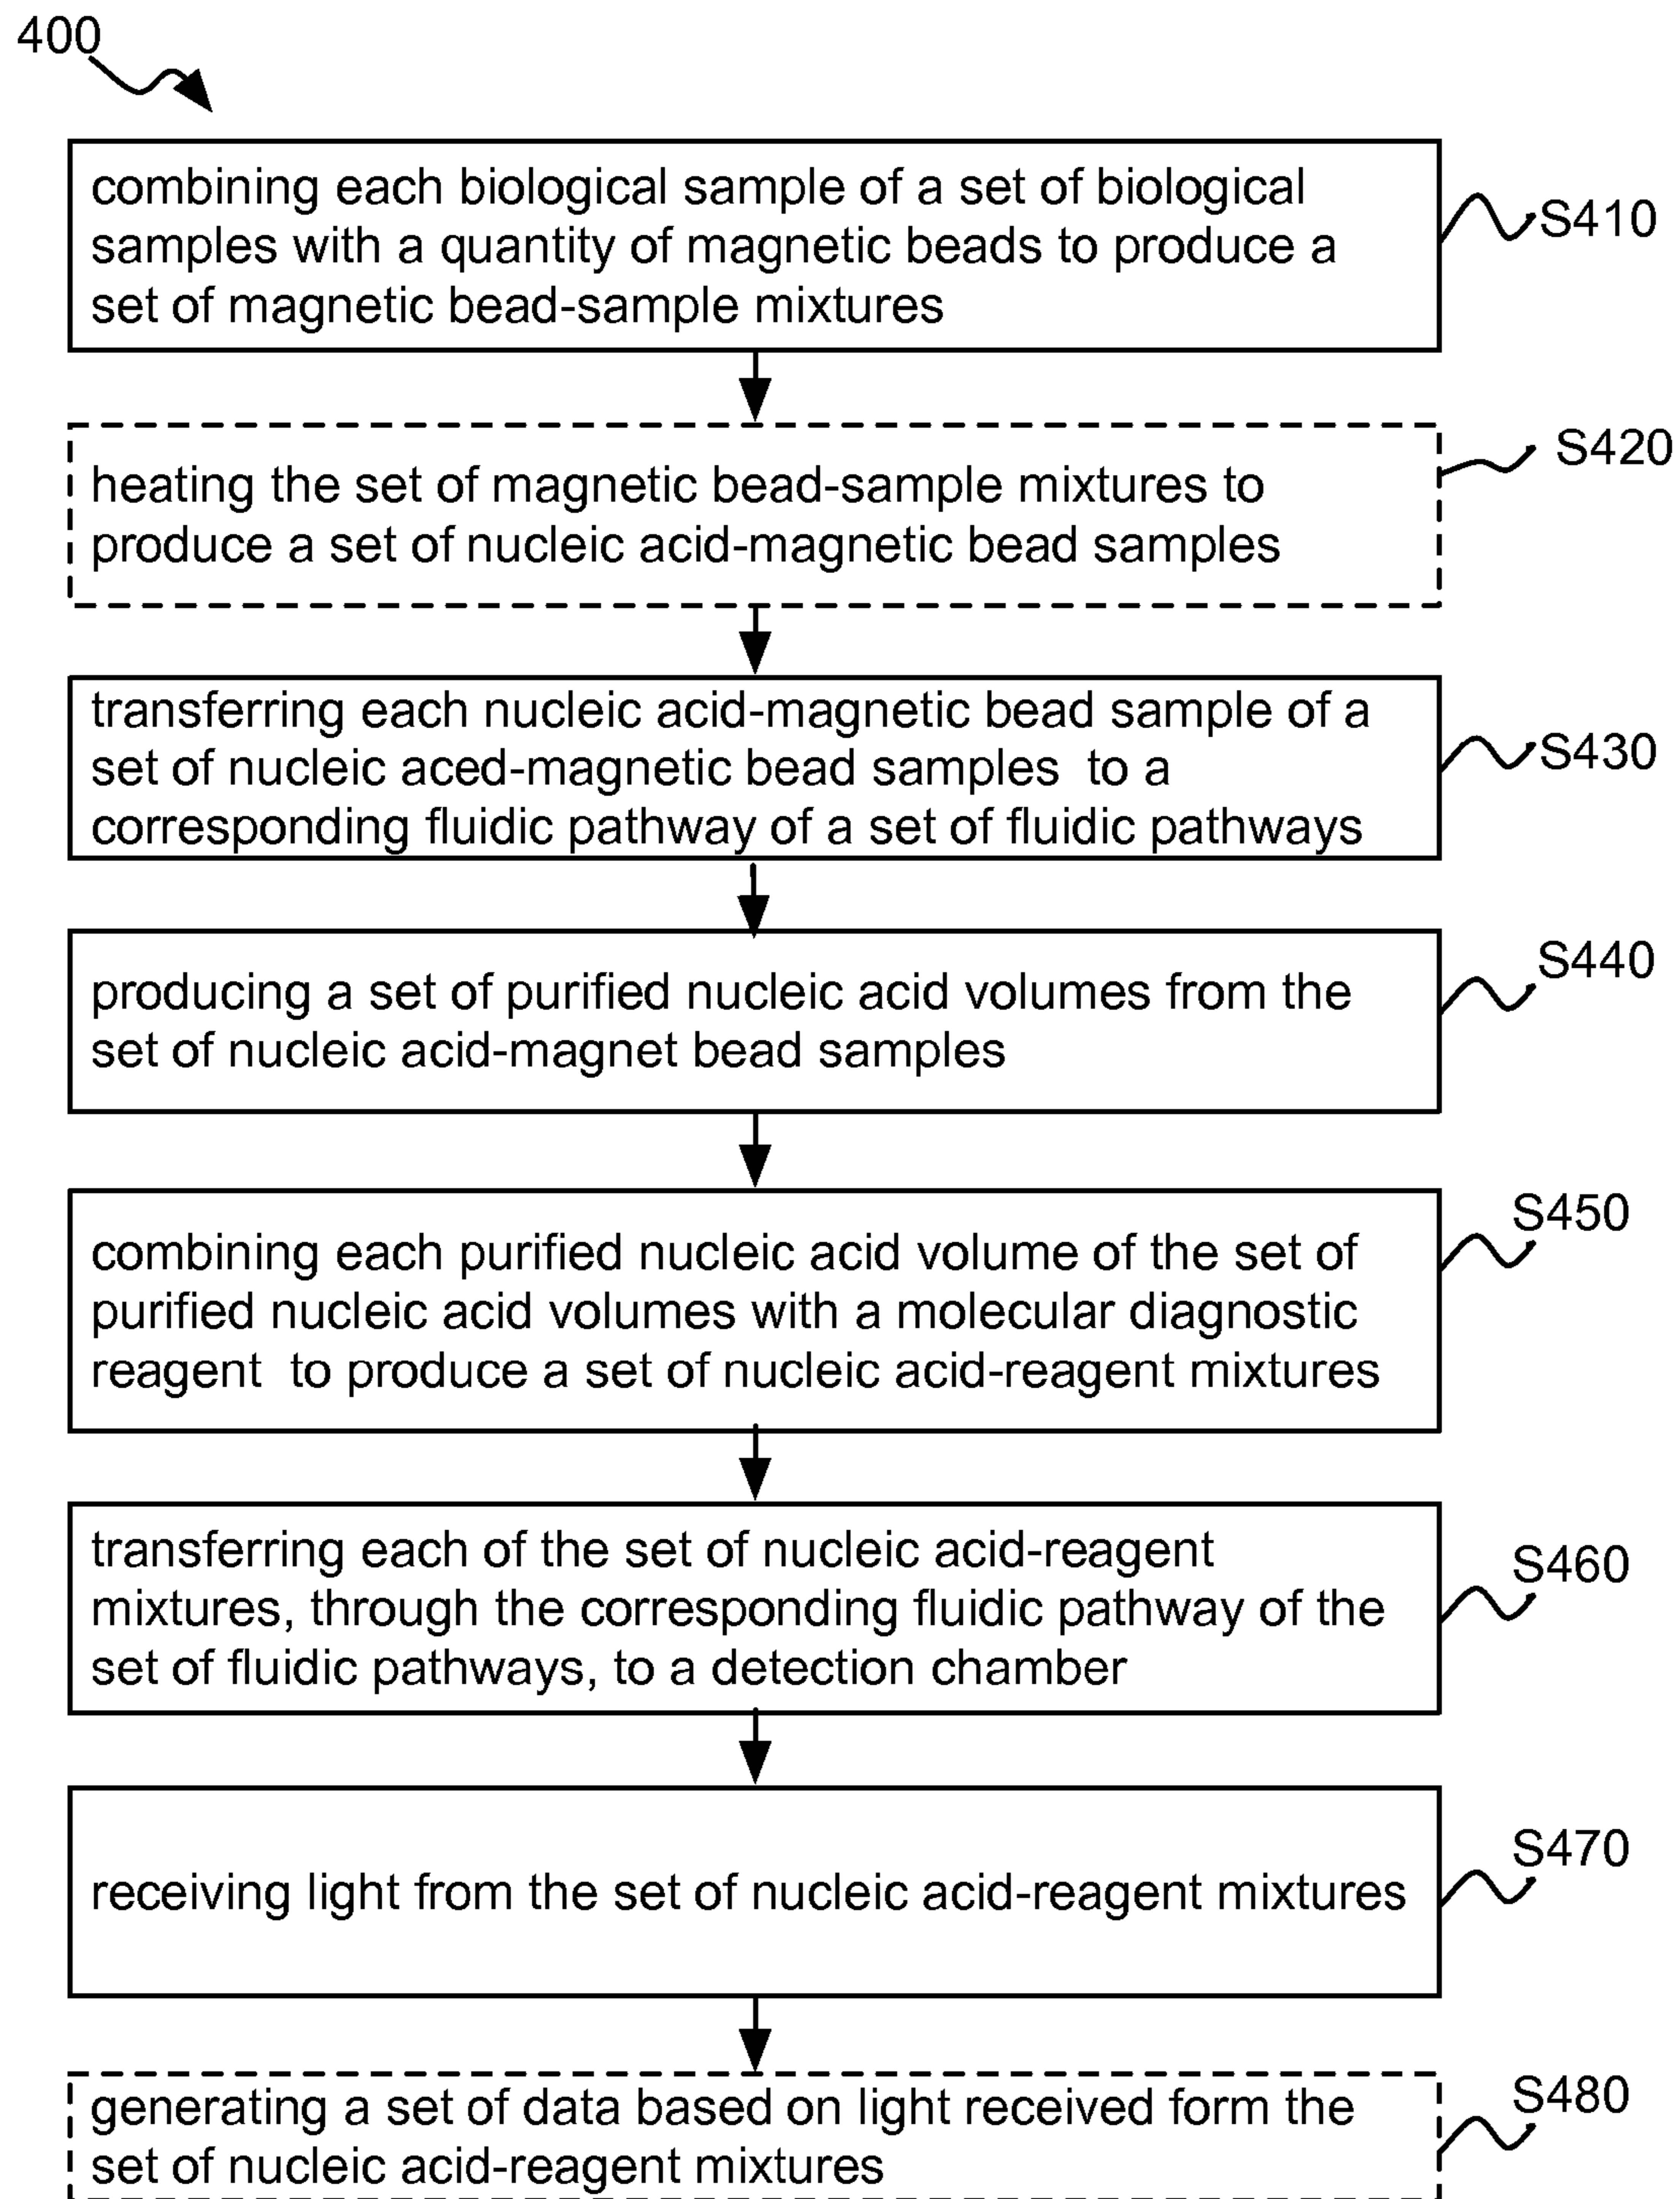 400
combining each biological sample of a set of biological
samples with a quantity of magnetic beads to produce a
set of magnetic bead-sample mixtures
S410
heating the set of magnetic bead-sample mixtures to
produce a set of nucleic acid-magnetic bead samples
S420
transferring each nucleic acid-magnetic bead sample of a
set of nucleic aced-magnetic bead samples to a
corresponding fluidic pathway of a set of fluidic pathways
S430
producing a set of purified nucleic acid volumes from the
set of nucleic acid-magnet bead samples
S440
combining each purified nucleic acid volume of the set of
purified nucleic acid volumes with a molecular diagnostic
reagent to produce a set of nucleic acid-reagent mixtures
S450
transferring each of the set of nucleic acid-reagent
mixtures, through the corresponding fluidic pathway of the
set of fluidic pathways, to a detection chamber
S460
receiving light from the set of nucleic acid-reagent mixtures
S470
generating a set of data based on light received form the
set of nucleic acid-reagent mixtures
S480